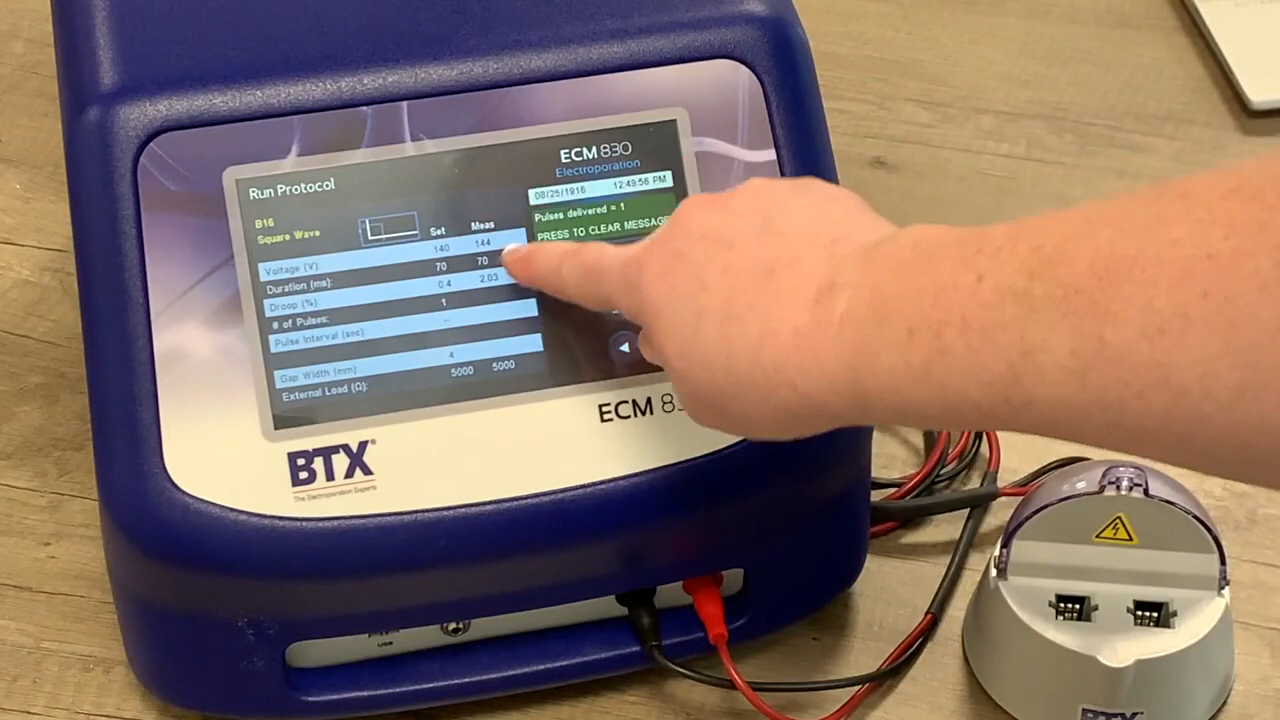 Run Protocol
ECM 830
Electroporation
08/25/1916 12:49:56 PM
B16
Square Wave
Pulses delivered = 1
PRESS TO CLEAR MESSAGE
Set Meas
Voltage (V): 140 144
Duration (ms): 70 70
Droop (%): 0.4 2.03
# of Pulses: 1
Pulse Interval (sec): --
Gap Width (mm): 4
External Load (Ω): 5000 5000
ECM 83
BTX®
The Electroporation Experts
USB
BTX